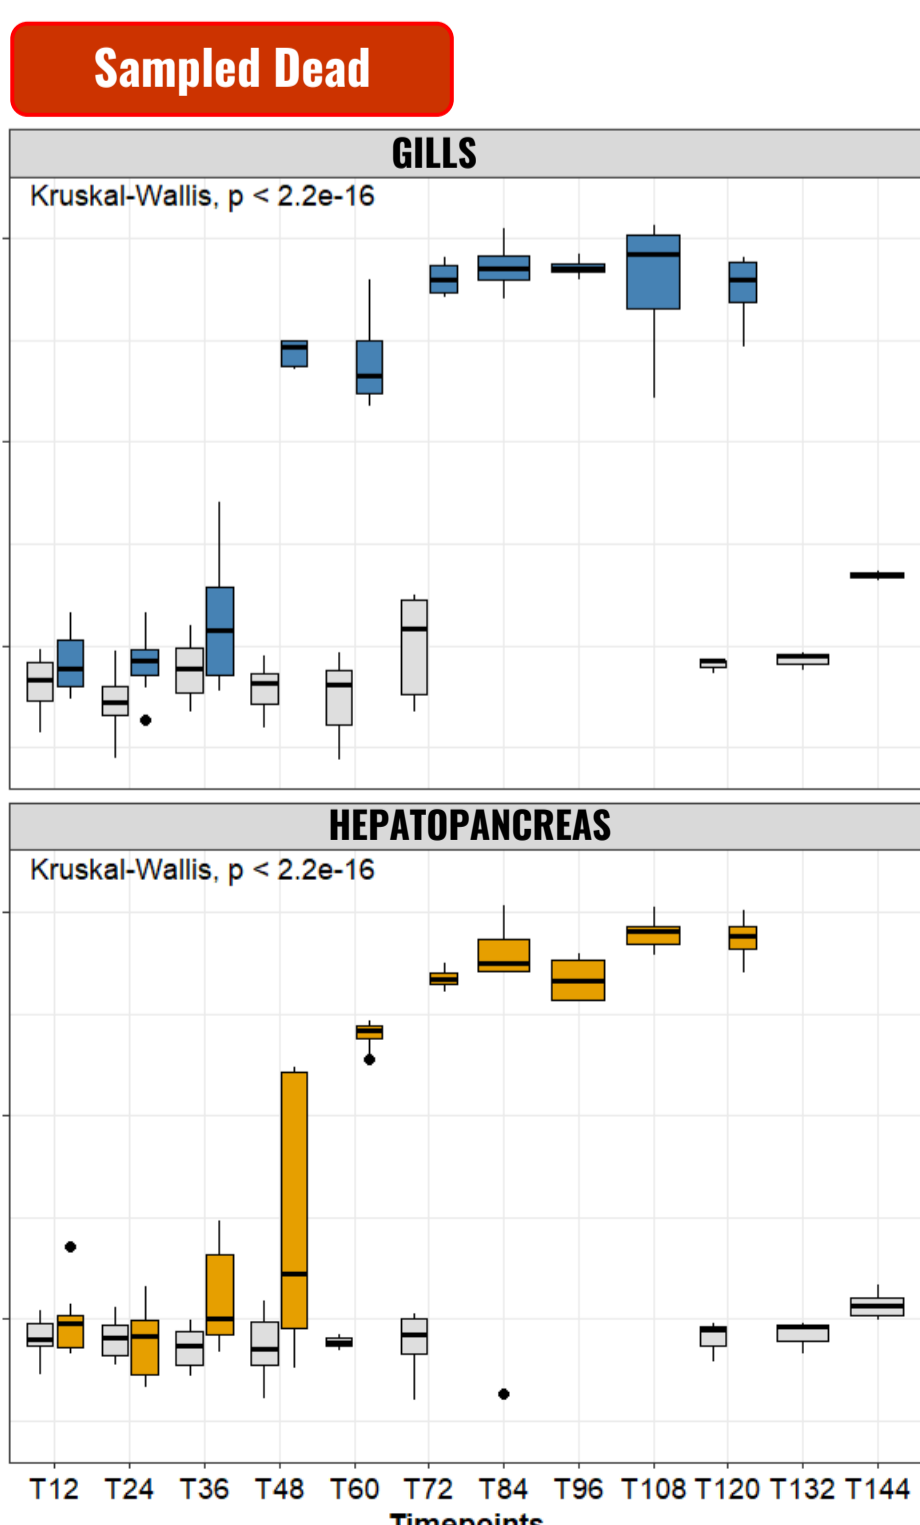 Sampled Dead
GILLS
Kruskal-Wallis, p < 2.2e-16
HEPATOPANCREAS
Kruskal-Wallis, p < 2.2e-16
T12 T24 T36 T48 T60 T72 T84 T96 T108 T120 T132 T144
Timepoints